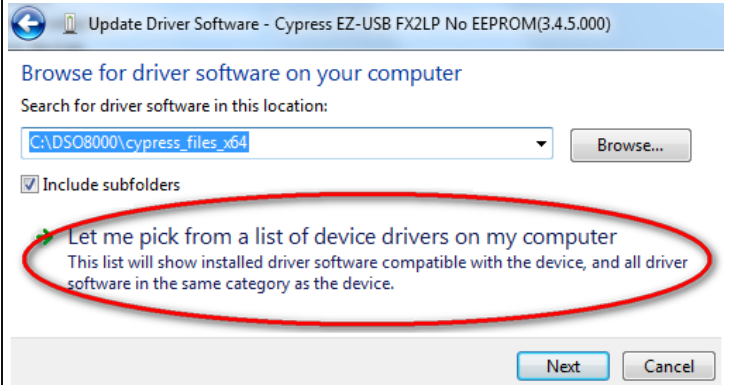 Update Driver Software - Cypress EZ-USB FX2LP No EEPROM(3.4.5.000)
Browse for driver software on your computer
Search for driver software in this location:
C:\DSO8000\cypress_files_x64
Browse...
Include subfolders
Let me pick from a list of device drivers on my computer
This list will show installed driver software compatible with the device, and all driver
software in the same category as the device.
Next
Cancel